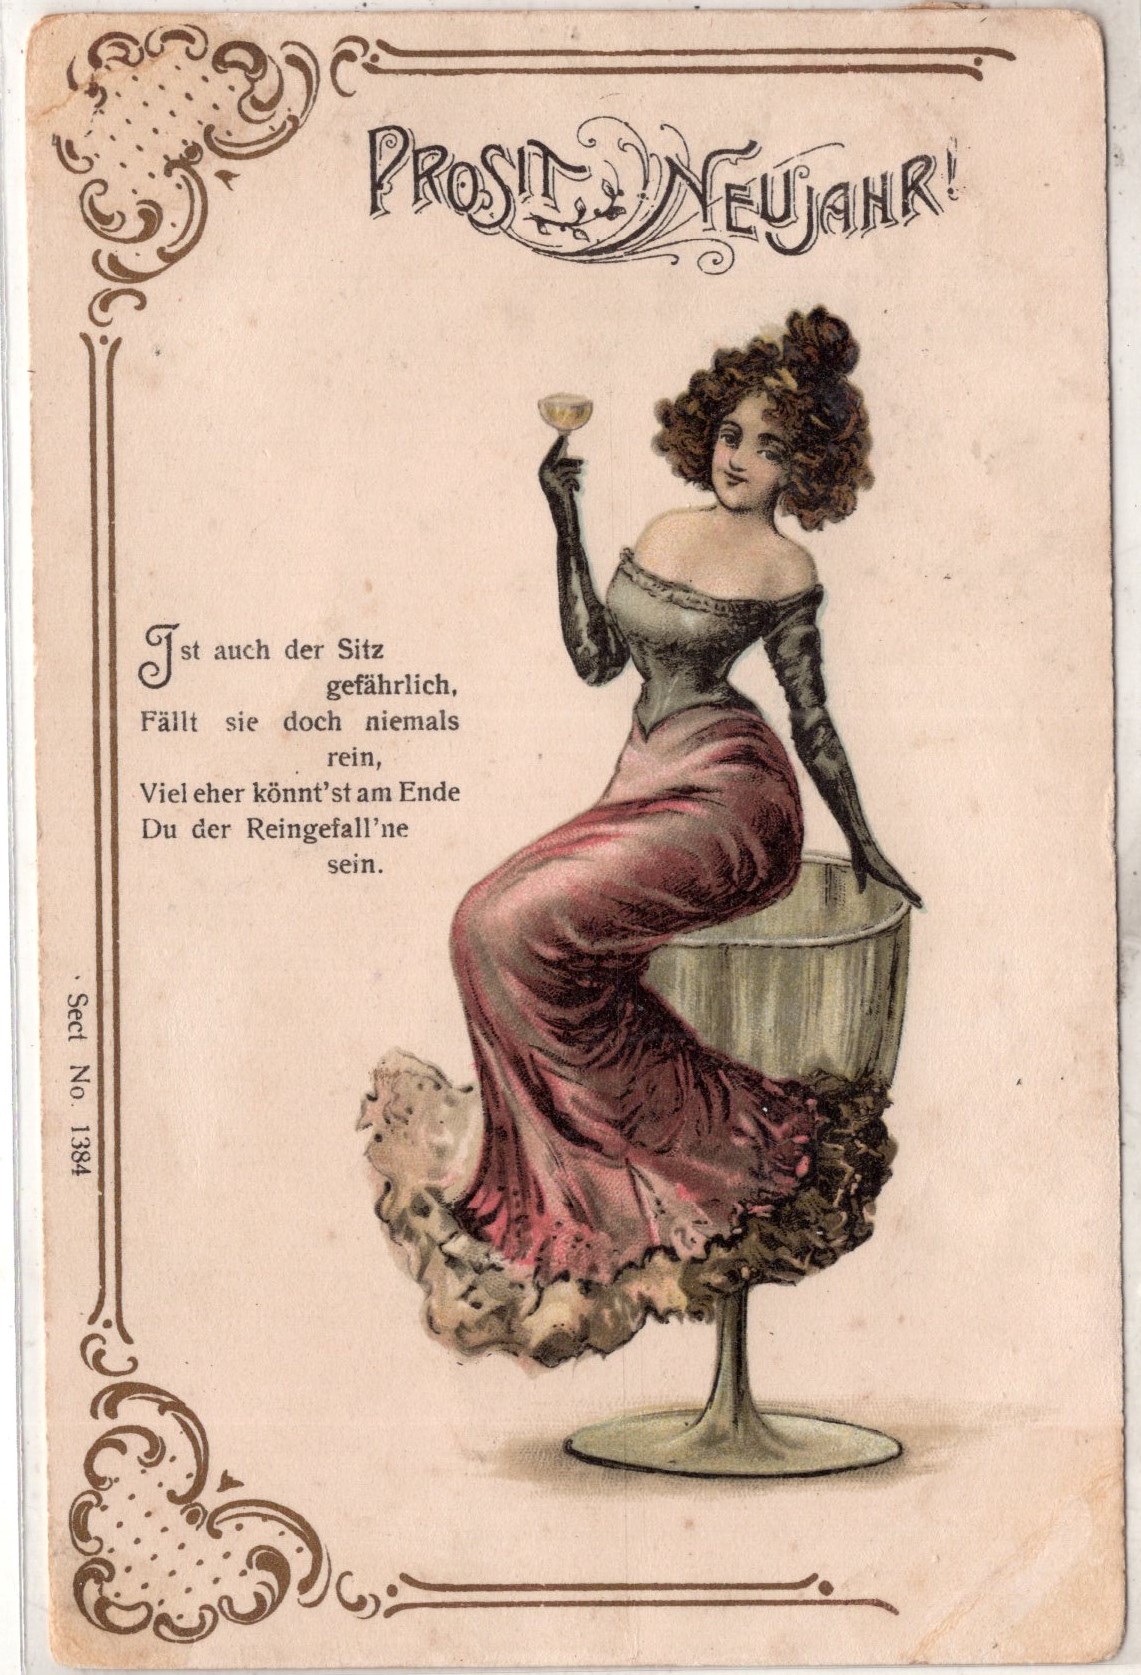 PROSIT NEUJAHR!
Ist auch der Sitz
gefährlich,
Fällt sie doch niemals
rein,
Viel eher könnt'st am Ende
Du der Reingefall'ne
sein.
Sect No. 1384